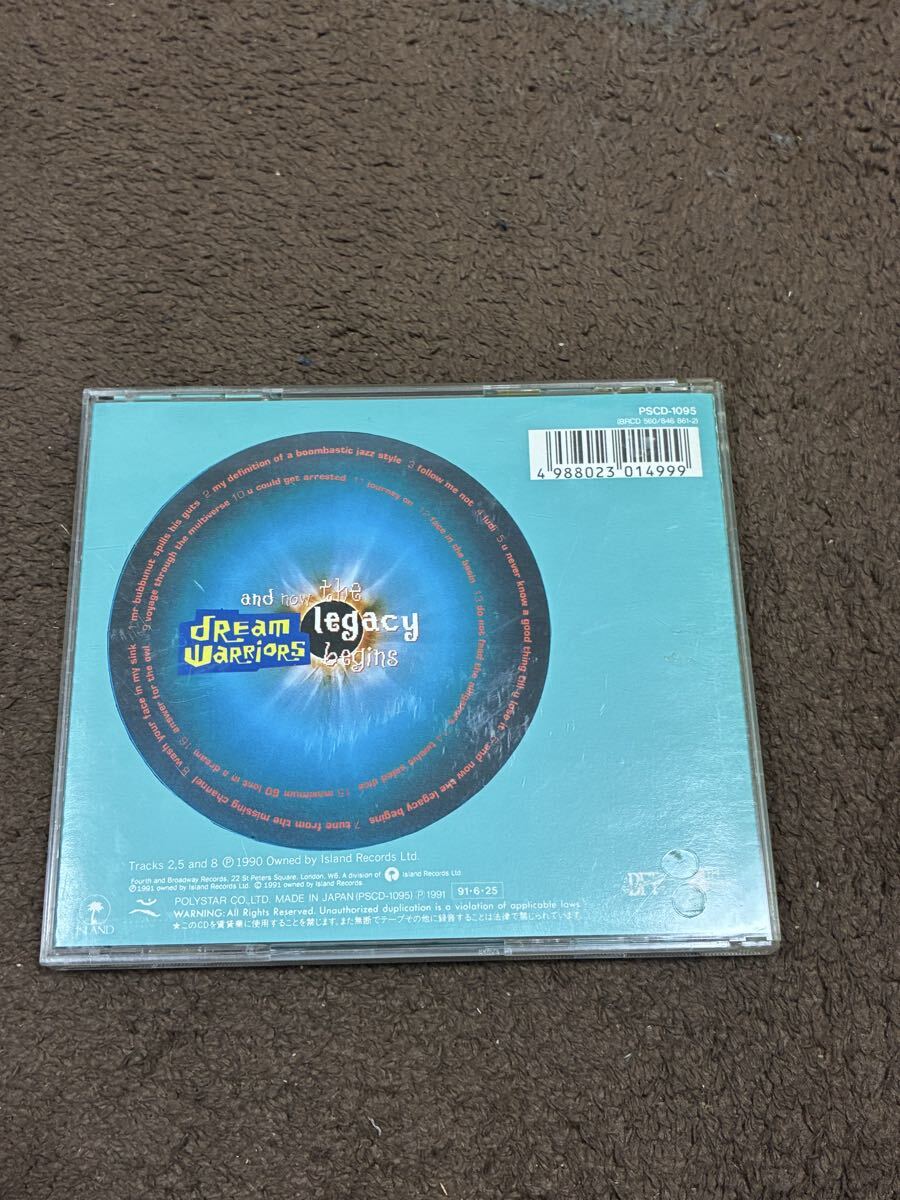 PSCD-1095
(BRCD 560/846 861-2)
4 988023 014999
1 mr bubbunut spills his guts 2 my definition of a boombastic jazz style 3 follow me not 4 ludi 5 u never know a good thing till u lose it 6 and now the legacy begins 7 tune from the missing channel 8 wash your face in my sink
9 voyage through the multiverse 10 u could get arrested 11 journey on 12 face in the basin 13 do not feed the alligators 14 twelve sided dice 15 maximum 60 lost in a dream 16 answer for the owl
and now the
legacy
begins
dream
warriors
Tracks 2,5 and 8 ℗ 1990 Owned by Island Records Ltd.
Fourth and Broadway Records, 22 St Peters Square, London, W6. A division of Island Records Ltd
℗ 1991 owned by Island Records Ltd. © 1991 owned by Island Records.
POLYSTAR CO.,LTD. MADE IN JAPAN (PSCD-1095) ℗ 1991 91·6·25
WARNING: All Rights Reserved. Unauthorized duplication is a violation of applicable laws
★このCDを賃貸業に使用することを禁じます。また無断でテープその他に録音することは法律で禁じられています。
ISLAND